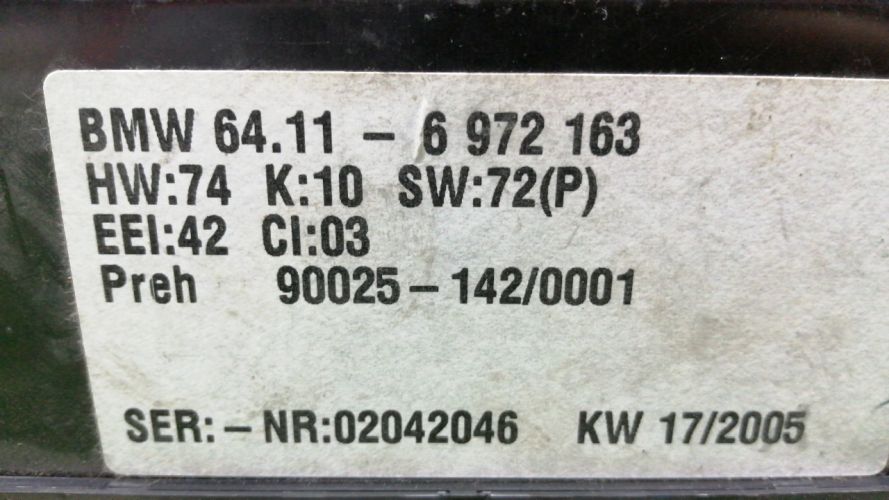 BMW 64.11 - 6 972 163
HW:74 K:10 SW:72(P)
EEI:42 CI:03
Preh 90025-142/0001
SER:-NR:02042046 KW 17/2005